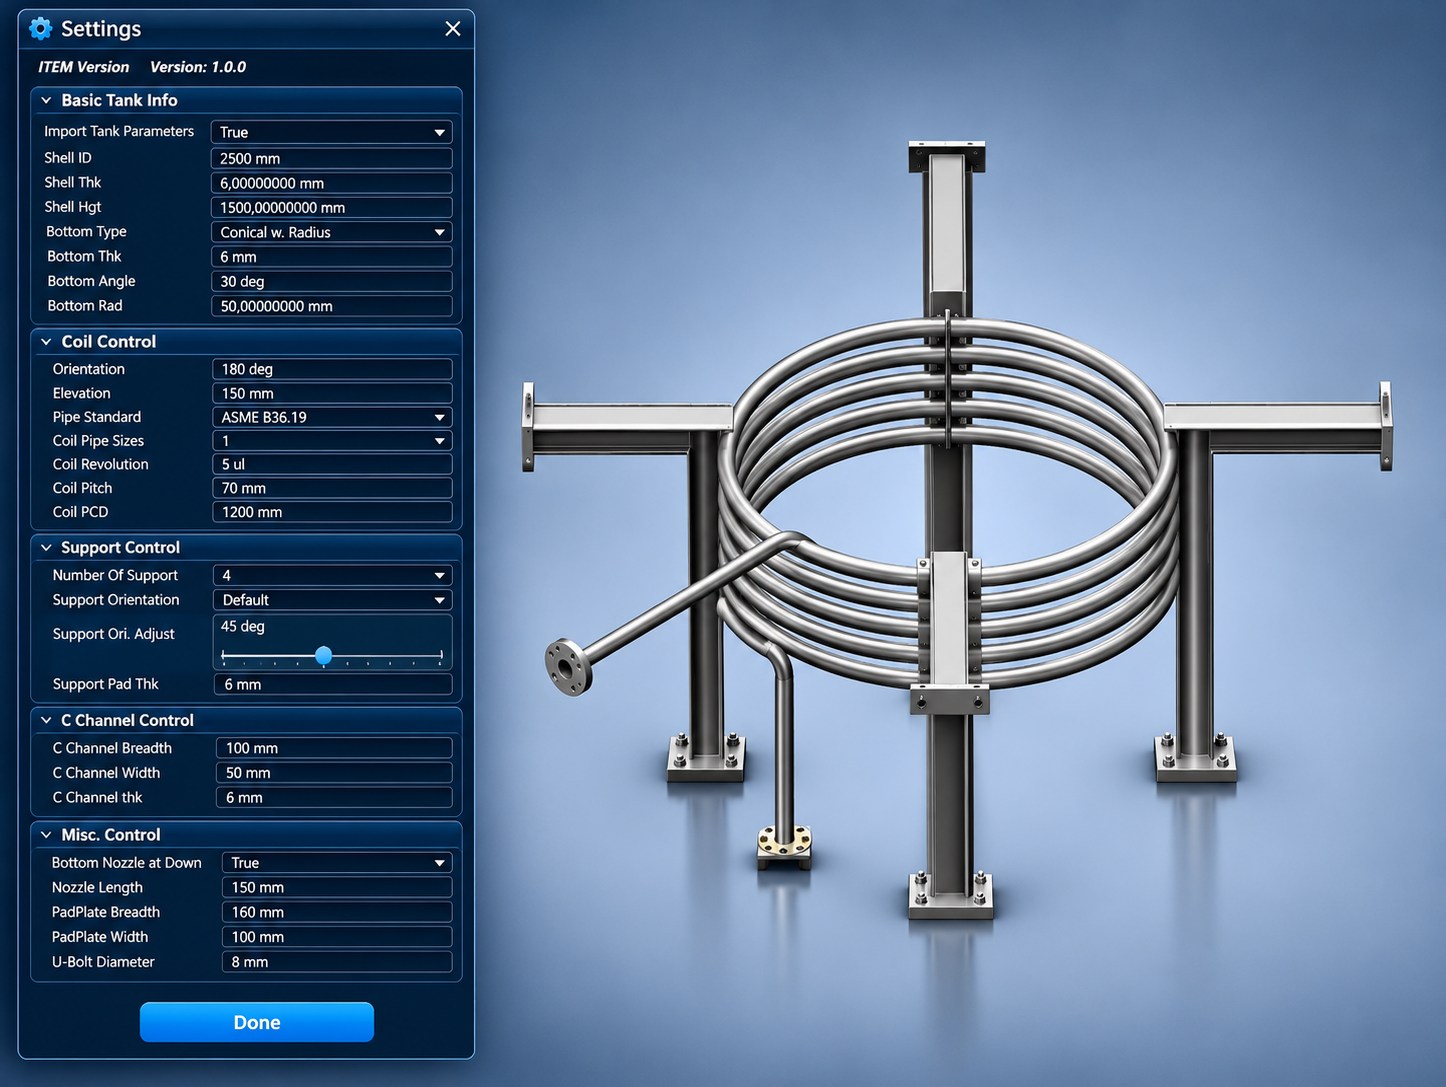 Settings
ITEM Version Version: 1.0.0
Basic Tank Info
Import Tank Parameters True
Shell ID 2500 mm
Shell Thk 6,00000000 mm
Shell Hgt 1500,00000000 mm
Bottom Type Conical w. Radius
Bottom Thk 6 mm
Bottom Angle 30 deg
Bottom Rad 50,00000000 mm
Coil Control
Orientation 180 deg
Elevation 150 mm
Pipe Standard ASME B36.19
Coil Pipe Sizes 1
Coil Revolution 5 ul
Coil Pitch 70 mm
Coil PCD 1200 mm
Support Control
Number Of Support 4
Support Orientation Default
Support Ori. Adjust 45 deg
Support Pad Thk 6 mm
C Channel Control
C Channel Breadth 100 mm
C Channel Width 50 mm
C Channel thk 6 mm
Misc. Control
Bottom Nozzle at Down True
Nozzle Length 150 mm
PadPlate Breadth 160 mm
PadPlate Width 100 mm
U-Bolt Diameter 8 mm
Done